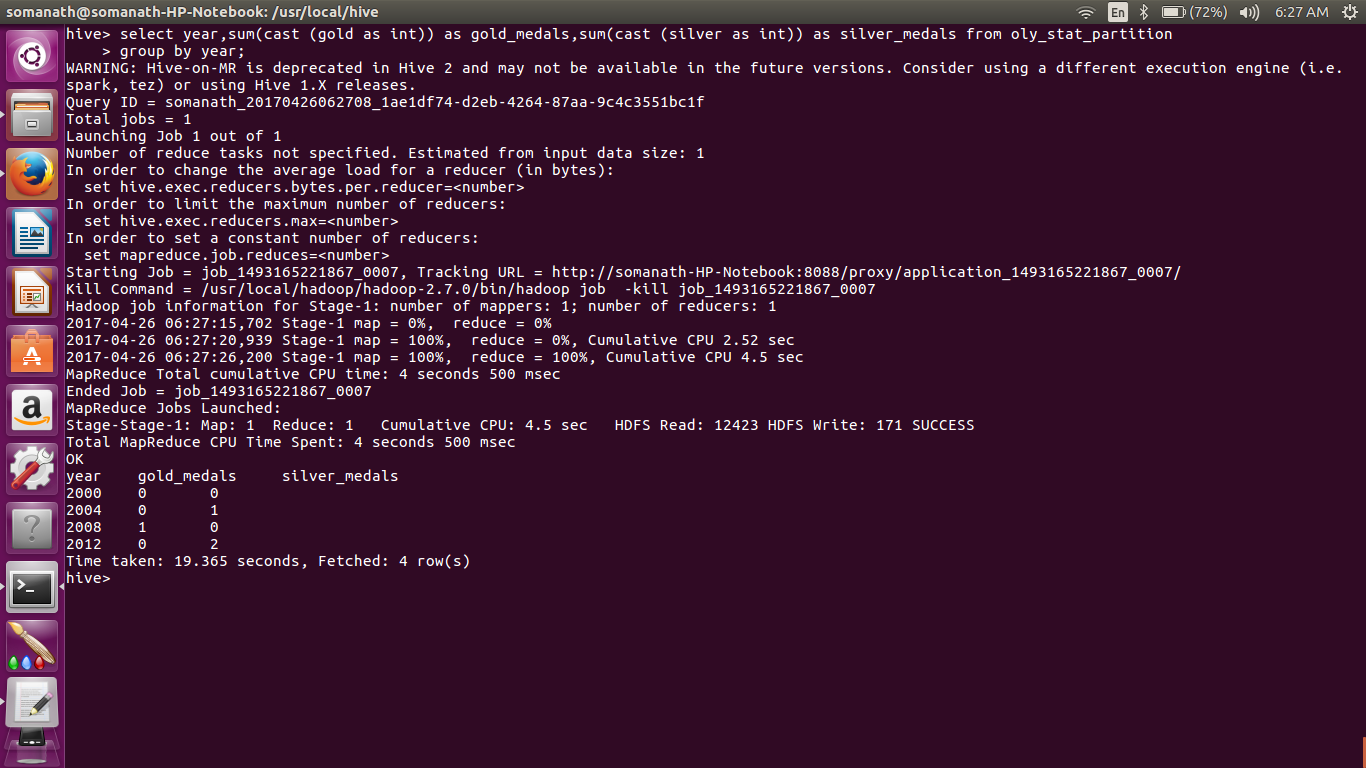 somanath@somanath-HP-Notebook: /usr/local/hive
En (72%) 6:27 AM
hive> select year,sum(cast (gold as int)) as gold_medals,sum(cast (silver as int)) as silver_medals from oly_stat_partition
    > group by year;
WARNING: Hive-on-MR is deprecated in Hive 2 and may not be available in the future versions. Consider using a different execution engine (i.e.
spark, tez) or using Hive 1.X releases.
Query ID = somanath_20170426062708_1ae1df74-d2eb-4264-87aa-9c4c3551bc1f
Total jobs = 1
Launching Job 1 out of 1
Number of reduce tasks not specified. Estimated from input data size: 1
In order to change the average load for a reducer (in bytes):
  set hive.exec.reducers.bytes.per.reducer=<number>
In order to limit the maximum number of reducers:
  set hive.exec.reducers.max=<number>
In order to set a constant number of reducers:
  set mapreduce.job.reduces=<number>
Starting Job = job_1493165221867_0007, Tracking URL = http://somanath-HP-Notebook:8088/proxy/application_1493165221867_0007/
Kill Command = /usr/local/hadoop/hadoop-2.7.0/bin/hadoop job  -kill job_1493165221867_0007
Hadoop job information for Stage-1: number of mappers: 1; number of reducers: 1
2017-04-26 06:27:15,702 Stage-1 map = 0%,  reduce = 0%
2017-04-26 06:27:20,939 Stage-1 map = 100%,  reduce = 0%, Cumulative CPU 2.52 sec
2017-04-26 06:27:26,200 Stage-1 map = 100%,  reduce = 100%, Cumulative CPU 4.5 sec
MapReduce Total cumulative CPU time: 4 seconds 500 msec
Ended Job = job_1493165221867_0007
MapReduce Jobs Launched:
Stage-Stage-1: Map: 1  Reduce: 1   Cumulative CPU: 4.5 sec   HDFS Read: 12423 HDFS Write: 171 SUCCESS
Total MapReduce CPU Time Spent: 4 seconds 500 msec
OK
year    gold_medals     silver_medals
2000    0       0
2004    0       1
2008    1       0
2012    0       2
Time taken: 19.365 seconds, Fetched: 4 row(s)
hive>